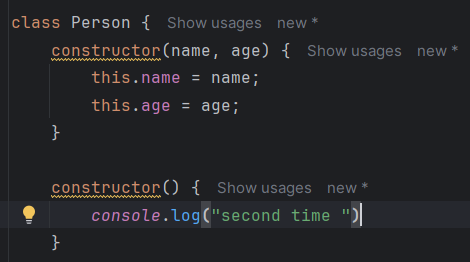 class Person {  Show usages   new *
    constructor(name, age) {  Show usages   new *
        this.name = name;
        this.age = age;
    }
    constructor() {  Show usages   new *
        console.log("second time ")
    }